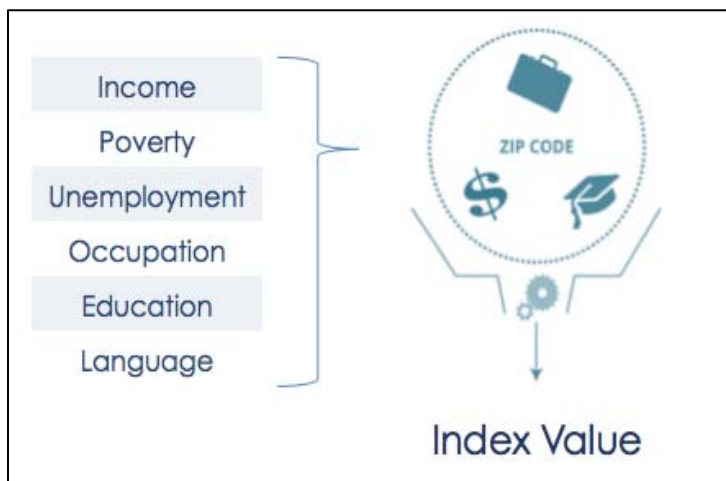 Income
Poverty
Unemployment
Occupation
Education
Language
ZIP CODE
$
Index Value